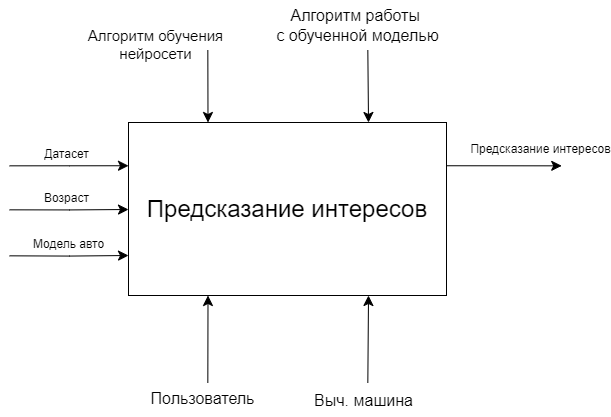 Алгоритм обучения
нейросети
Алгоритм работы
с обученной моделью
Датасет
Возраст
Модель авто
Предсказание интересов
Предсказание интересов
Пользователь
Выч. машина